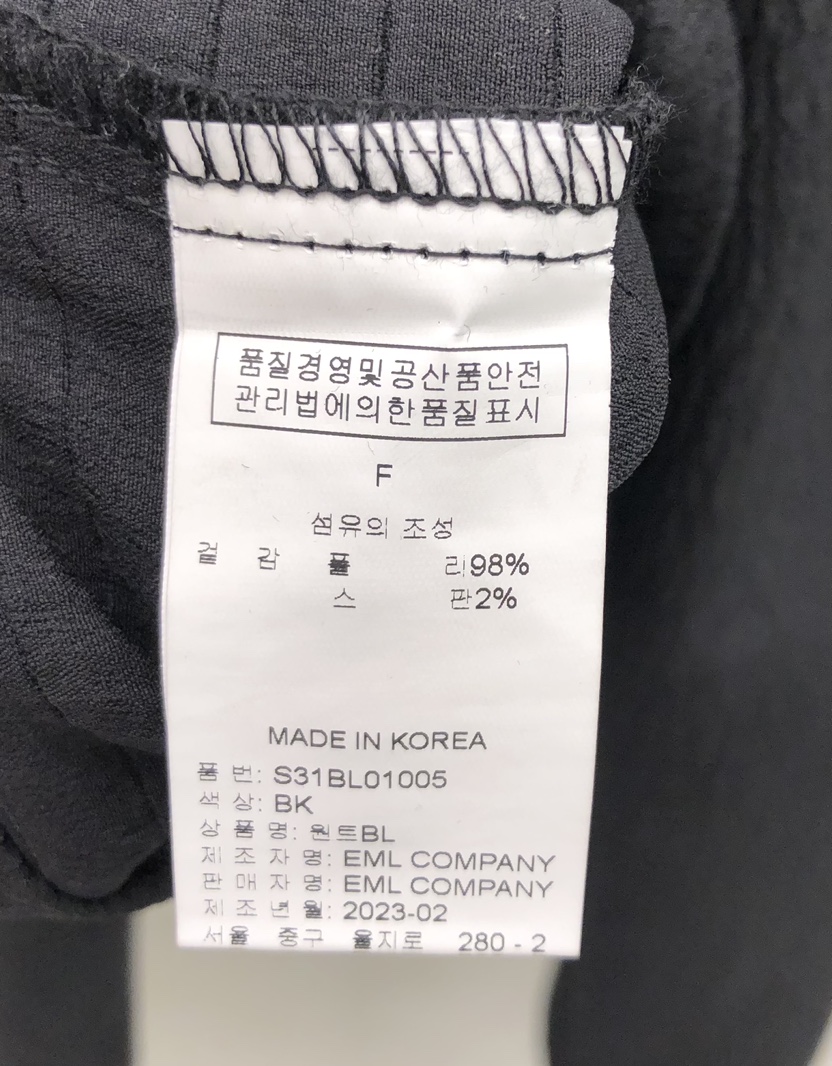 품질경영및공산품안전
관리법에의한품질표시
F
섬유의 조성
겉 감 폴 리98%
스 판2%
MADE IN KOREA
품 번: S31BL01005
색 상: BK
상 품 명: 윈트BL
제 조 자 명: EML COMPANY
판 매 자 명: EML COMPANY
제 조 년 월: 2023-02
서울 중구 을지로 280 - 2